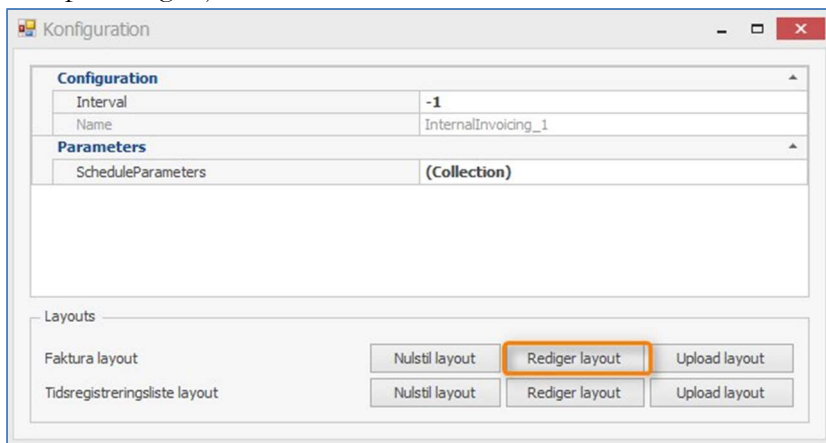 Konfiguration
Configuration
Interval -1
Name InternalInvoicing_1
Parameters
ScheduleParameters (Collection)
Layouts
Faktura layout Nulstil layout Rediger layout Upload layout
Tidsregistreringsliste layout Nulstil layout Rediger layout Upload layout